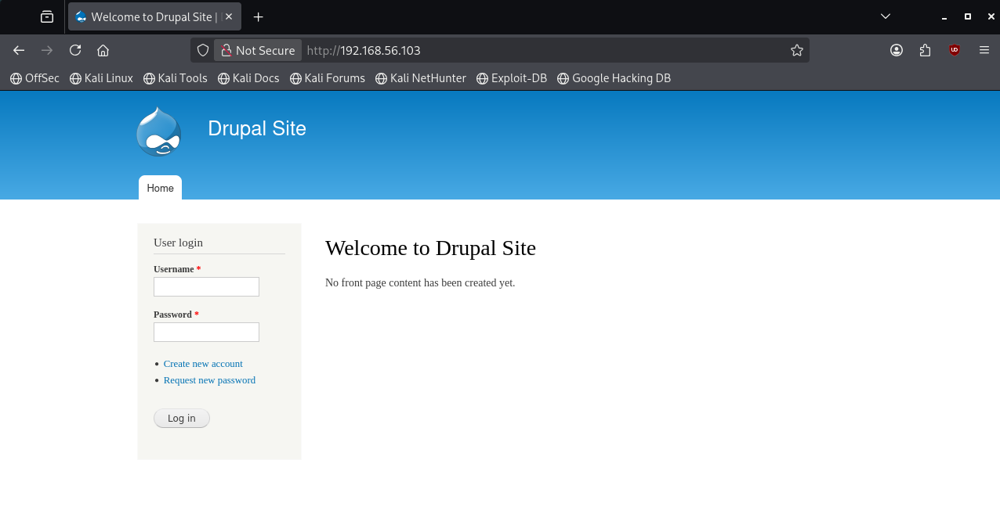 Welcome to Drupal Site |
Not Secure http://192.168.56.103
OffSec Kali Linux Kali Tools Kali Docs Kali Forums Kali NetHunter Exploit-DB Google Hacking DB
Drupal Site
Home
User login
Username *
Password *
Create new account
Request new password
Log in
Welcome to Drupal Site
No front page content has been created yet.